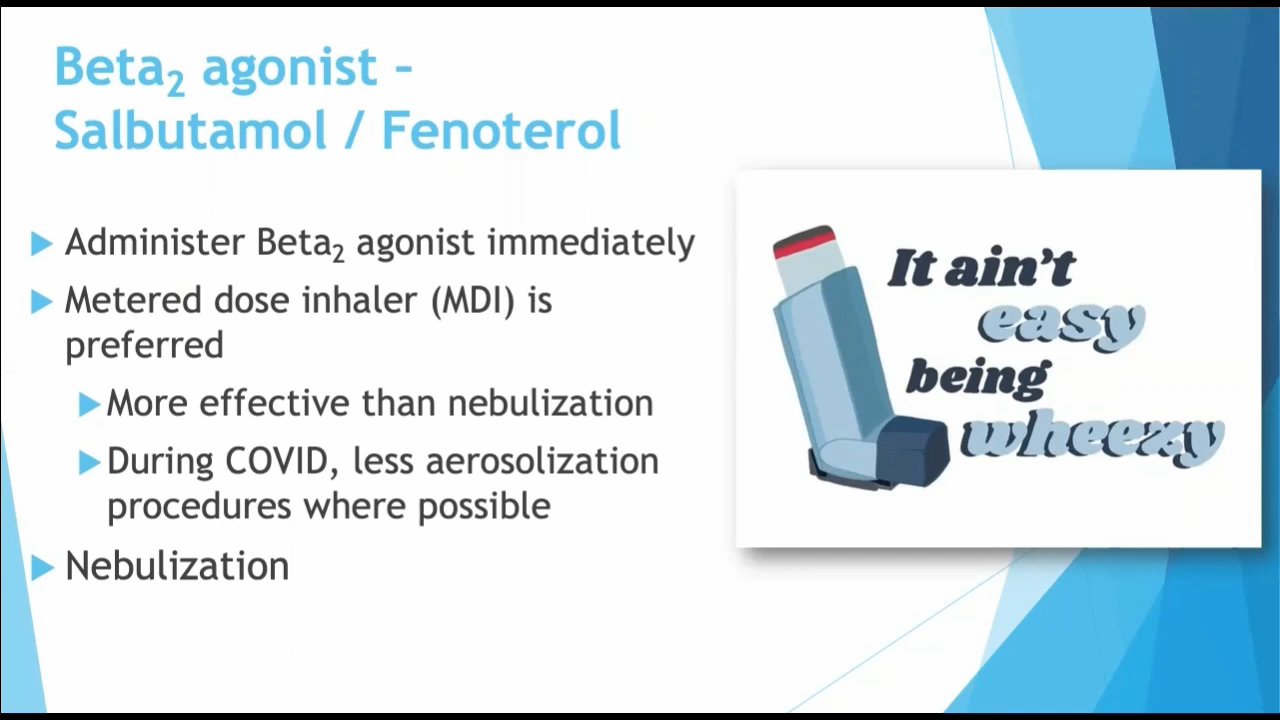 Beta₂ agonist –
Salbutamol / Fenoterol
Administer Beta₂ agonist immediately
Metered dose inhaler (MDI) is
preferred
More effective than nebulization
During COVID, less aerosolization
procedures where possible
Nebulization
It ain't
easy
being
wheezy